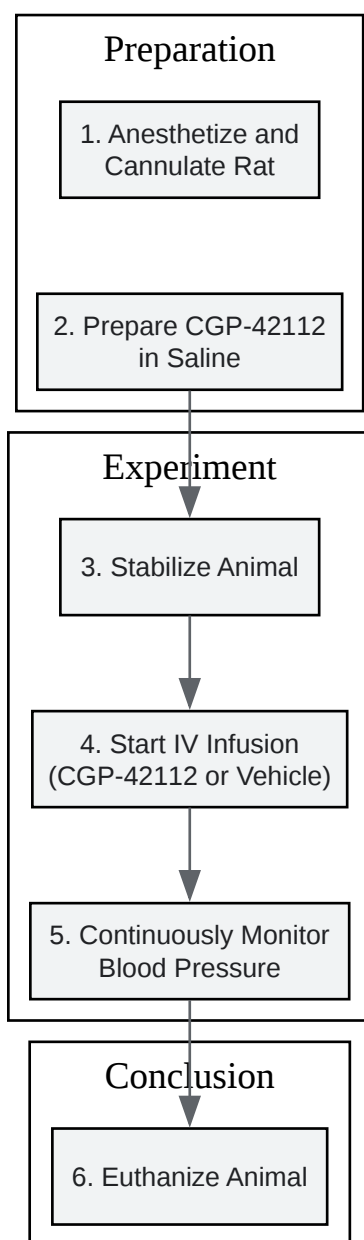 Preparation
1. Anesthetize and
Cannulate Rat
2. Prepare CGP-42112
in Saline
Experiment
3. Stabilize Animal
4. Start IV Infusion
(CGP-42112 or Vehicle)
5. Continuously Monitor
Blood Pressure
Conclusion
6. Euthanize Animal